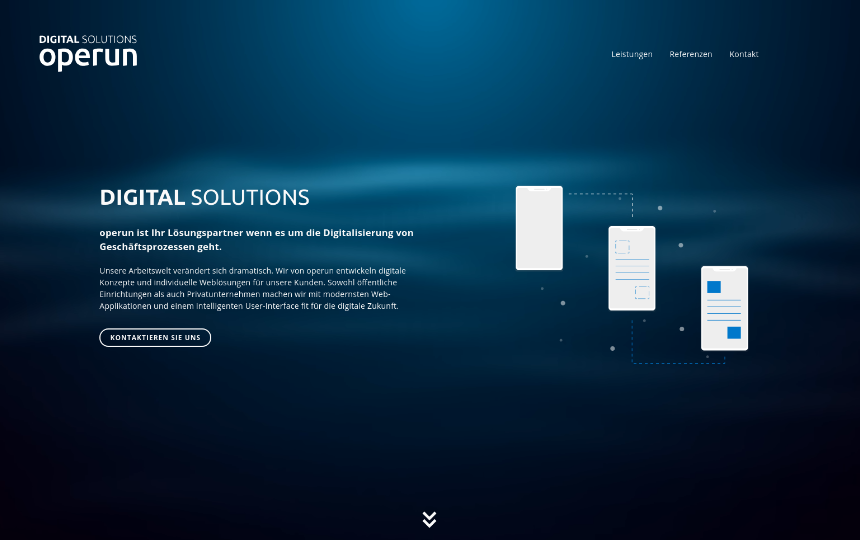 DIGITAL SOLUTIONS
operun
Leistungen Referenzen Kontakt
DIGITAL SOLUTIONS
operun ist Ihr Lösungspartner wenn es um die Digitalisierung von
Geschäftsprozessen geht.
Unsere Arbeitswelt verändert sich dramatisch. Wir von operun entwickeln digitale
Konzepte und individuelle Weblösungen für unsere Kunden. Sowohl öffentliche
Einrichtungen als auch Privatunternehmen machen wir mit modernsten Web-
Applikationen und einem intelligenten User-Interface fit für die digitale Zukunft.
KONTAKTIEREN SIE UNS